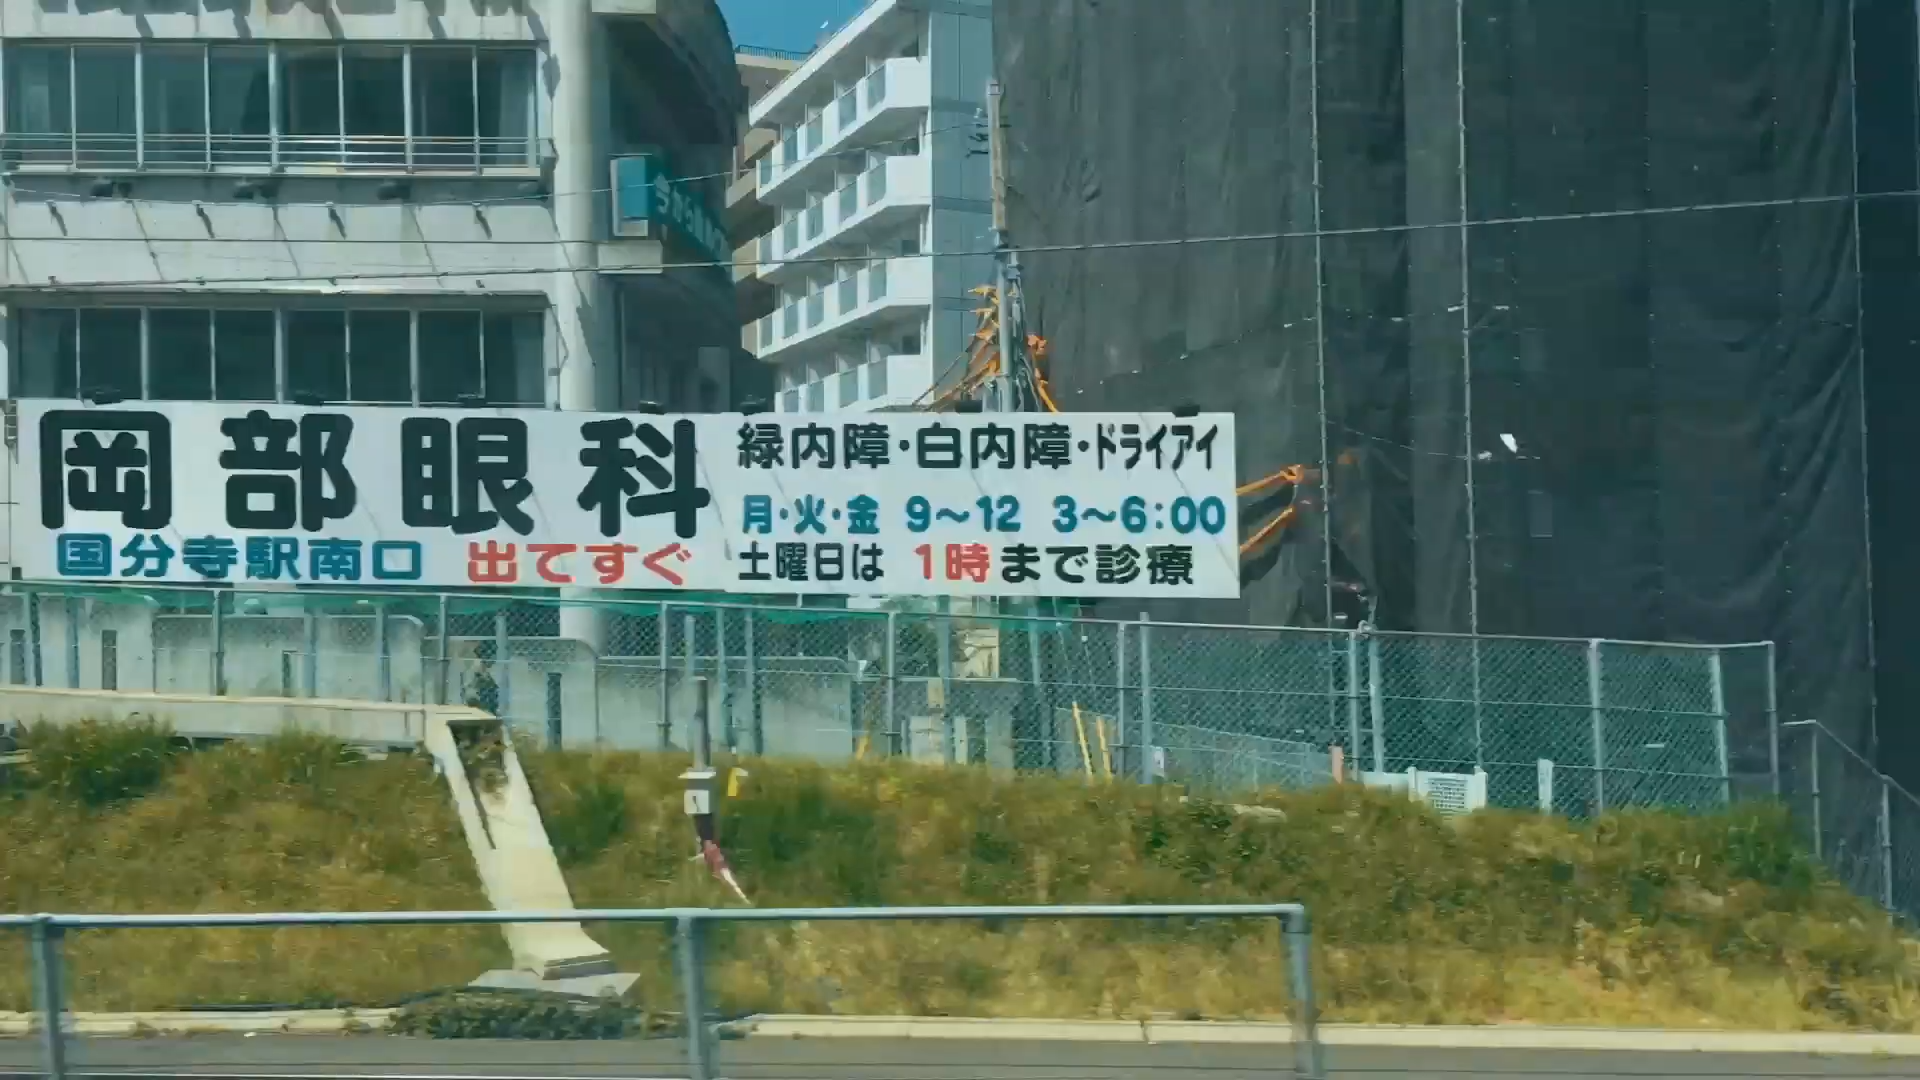 岡部眼科
国分寺駅南口 出てすぐ
緑内障・白内障・ドライアイ
月・火・金 9〜12 3〜6:00
土曜日は 1時まで診療